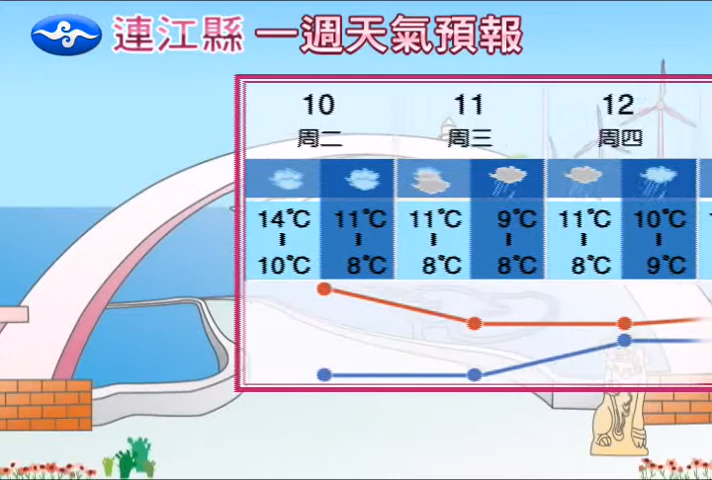 連江縣 一週天氣預報
10 11 12
周二 周三 周四
14℃ 11℃ 11℃ 9℃ 11℃ 10℃
10℃ 8℃ 8℃ 8℃ 8℃ 9℃